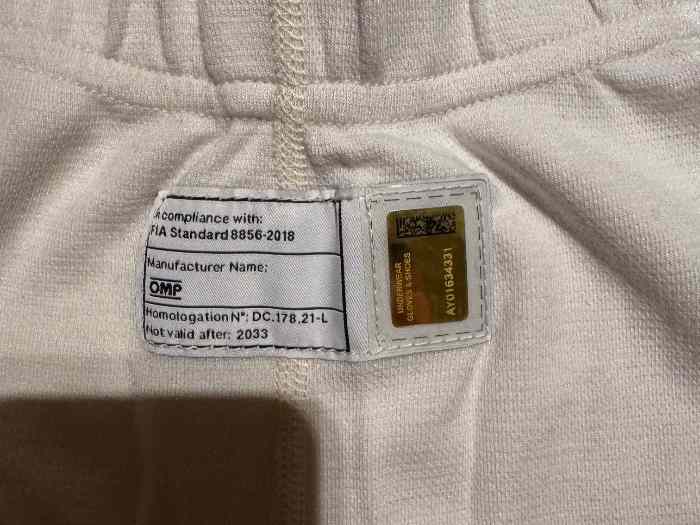 In compliance with:
FIA Standard 8856-2018
Manufacturer Name:
OMP
Homologation N°: DC.178.21-L
Not valid after: 2033
UNDERWEAR
GLOVES & SHOES
AY01634331